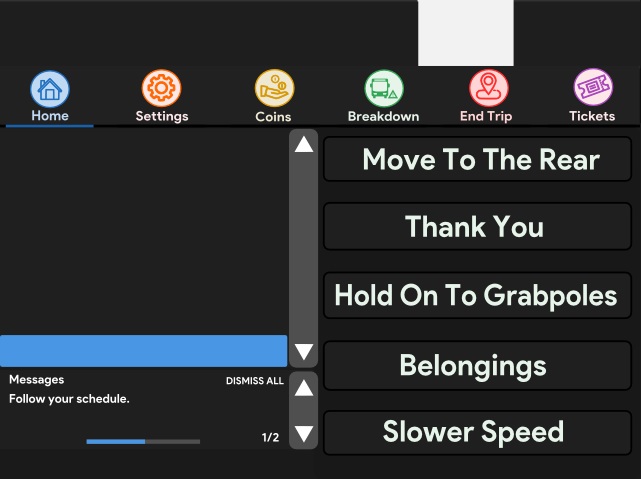 Home
Settings
Coins
Breakdown
End Trip
Tickets
Move To The Rear
Thank You
Hold On To Grabpoles
Belongings
Slower Speed
Messages
DISMISS ALL
Follow your schedule.
1/2